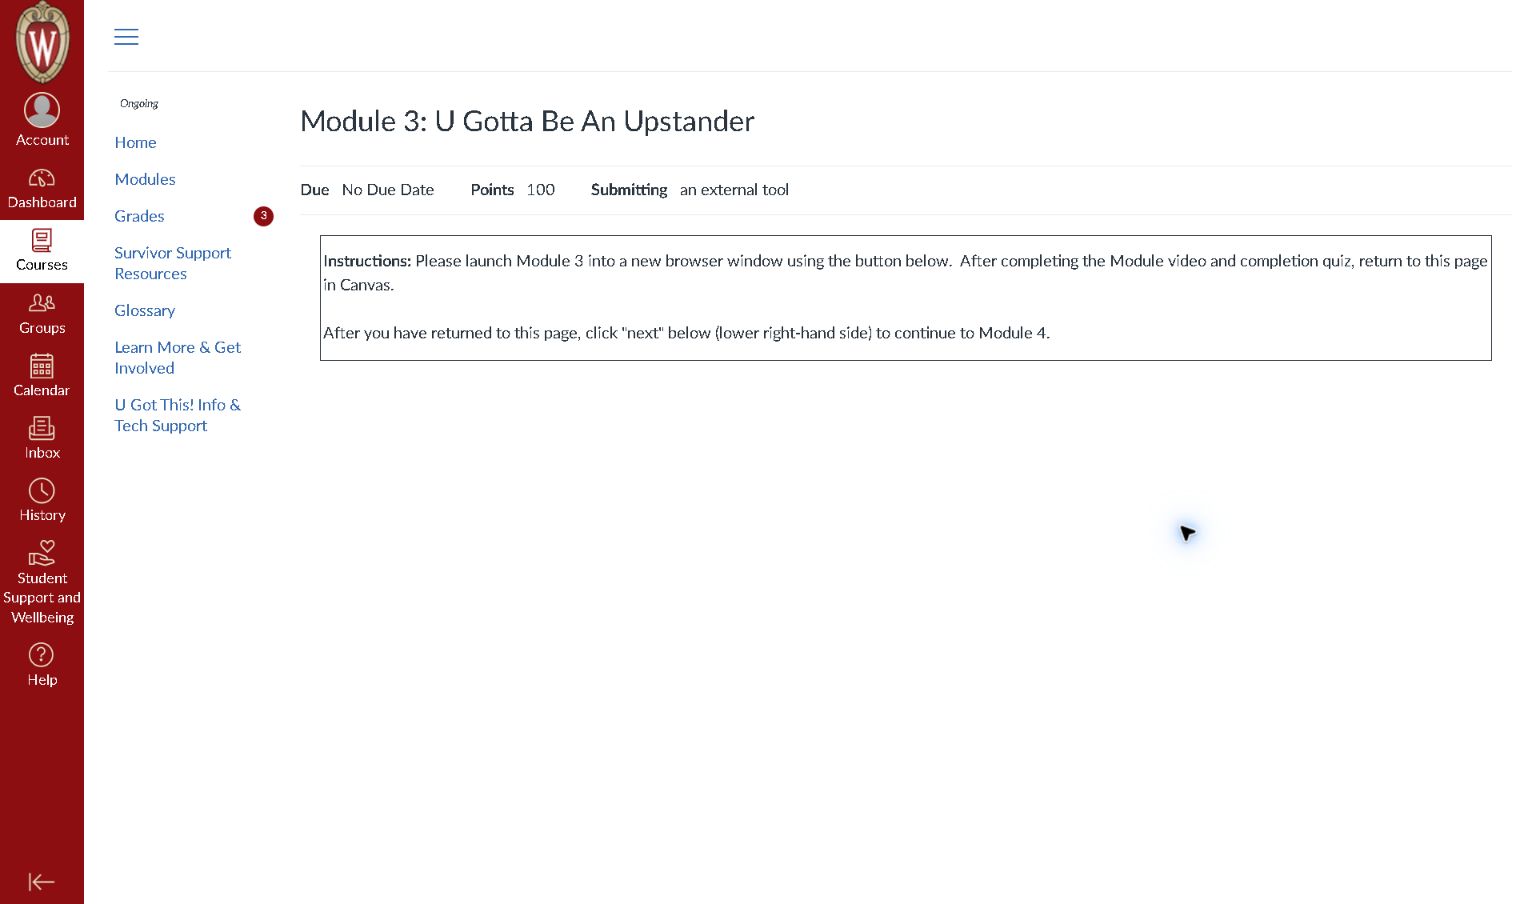 W
Account
Dashboard
Courses
Groups
Calendar
Inbox
History
Student
Support and
Wellbeing
Help
Ongoing
Home
Modules
Grades
3
Survivor Support
Resources
Glossary
Learn More & Get
Involved
U Got This! Info &
Tech Support
Module 3: U Gotta Be An Upstander
Due No Due Date Points 100 Submitting an external tool
Instructions: Please launch Module 3 into a new browser window using the button below. After completing the Module video and completion quiz, return to this page
in Canvas.
After you have returned to this page, click "next" below (lower right-hand side) to continue to Module 4.